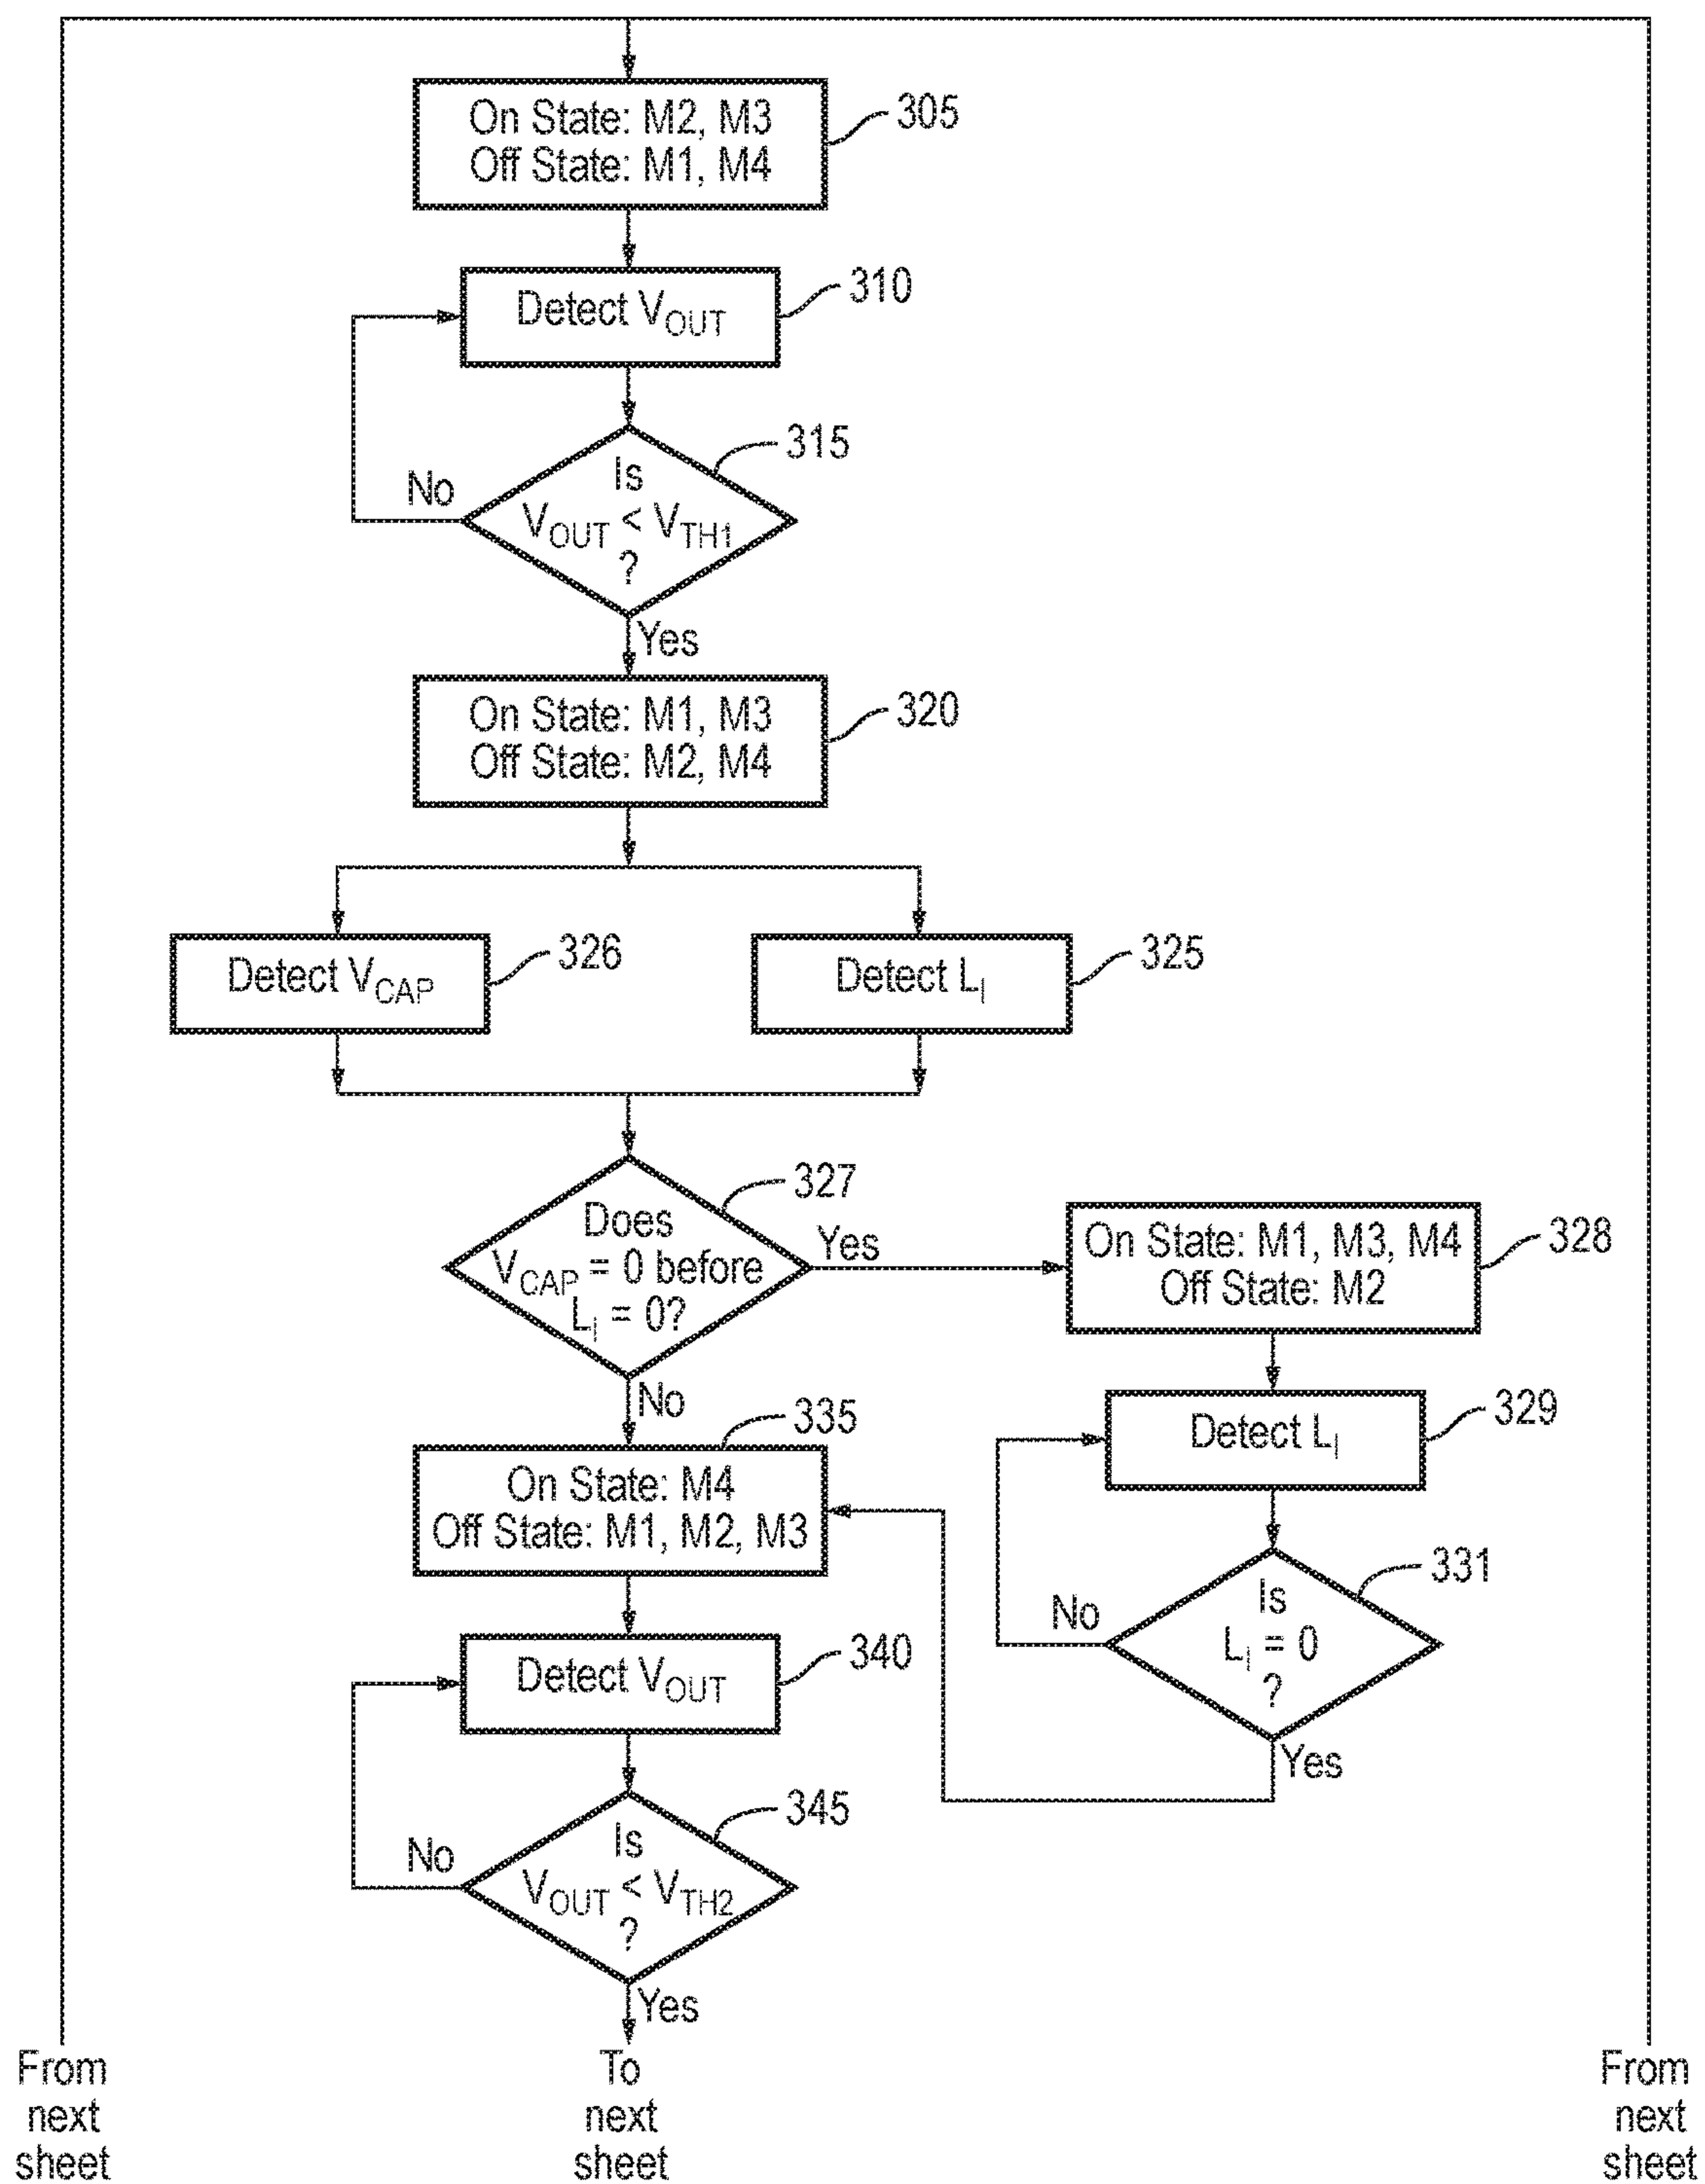 On State: M2, M3
Off State: M1, M4
305
Detect VOUT
310
Is
VOUT < VTH1
?
315
No
Yes
On State: M1, M3
Off State: M2, M4
320
Detect VCAP
326
Detect LI
325
Does
VCAP = 0 before
LI = 0?
327
Yes
No
On State: M1, M3, M4
Off State: M2
328
Detect LI
329
Is
LI = 0
?
331
No
Yes
335
On State: M4
Off State: M1, M2, M3
Detect VOUT
340
Is
VOUT < VTH2
?
345
No
Yes
From
next
sheet
To
next
sheet
From
next
sheet